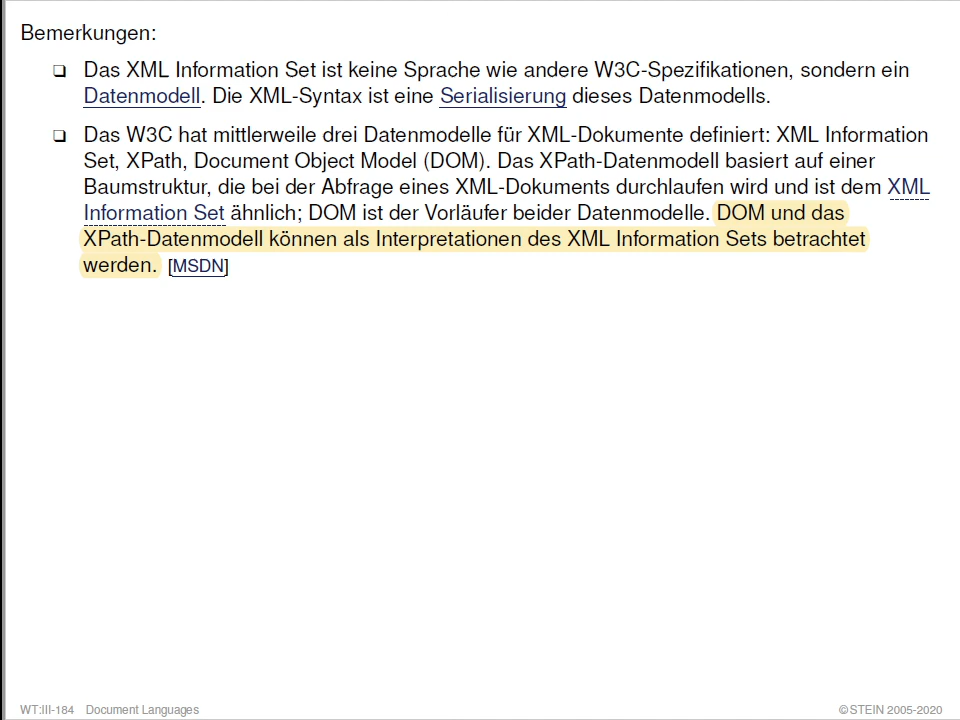 Bemerkungen:
❑ Das XML Information Set ist keine Sprache wie andere W3C-Spezifikationen, sondern ein
Datenmodell. Die XML-Syntax ist eine Serialisierung dieses Datenmodells.
❑ Das W3C hat mittlerweile drei Datenmodelle für XML-Dokumente definiert: XML Information
Set, XPath, Document Object Model (DOM). Das XPath-Datenmodell basiert auf einer
Baumstruktur, die bei der Abfrage eines XML-Dokuments durchlaufen wird und ist dem XML
Information Set ähnlich; DOM ist der Vorläufer beider Datenmodelle. DOM und das
XPath-Datenmodell können als Interpretationen des XML Information Sets betrachtet
werden. [MSDN]
WT:III-184 Document Languages ©STEIN 2005-2020